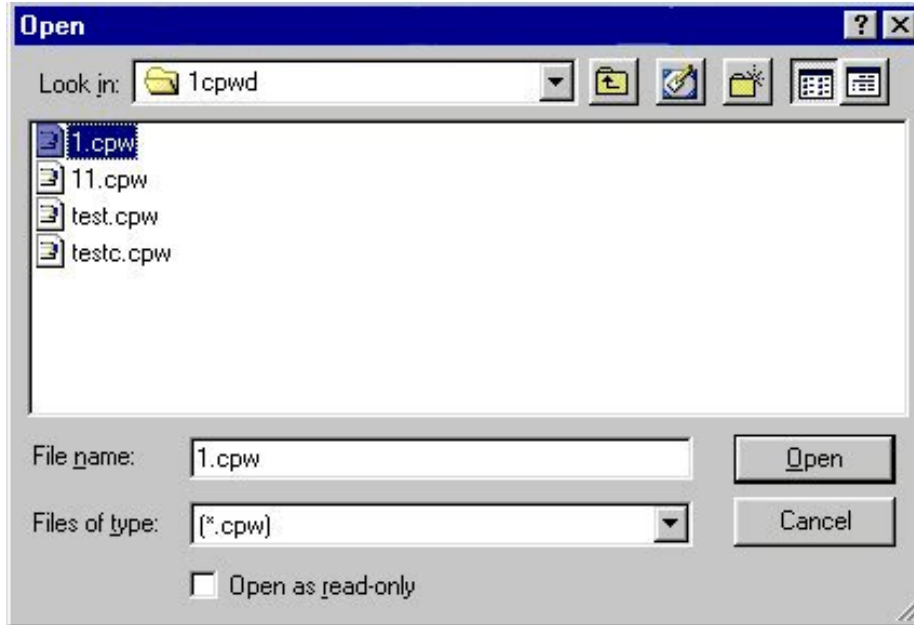 Open
Look in: 1cpwd
1.cpw
11.cpw
test.cpw
testc.cpw
File name: 1.cpw Open
Files of type: (*.cpw) Cancel
Open as read-only